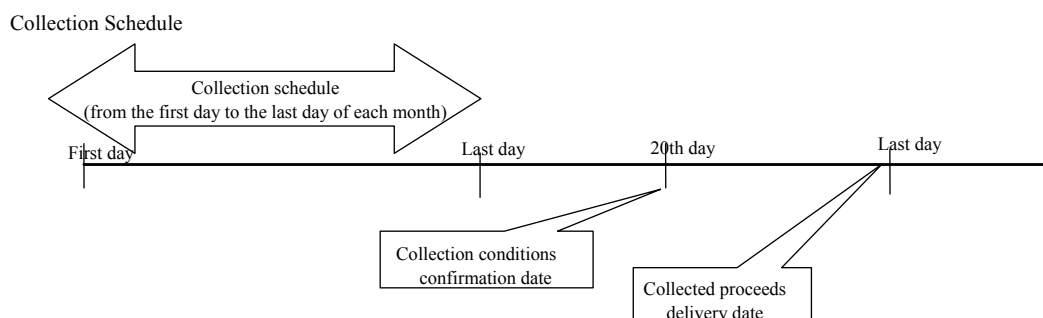 Collection Schedule
Collection schedule
(from the first day to the last day of each month)
First day
Last day
20th day
Last day
Collection conditions
confirmation date
Collected proceeds
delivery date